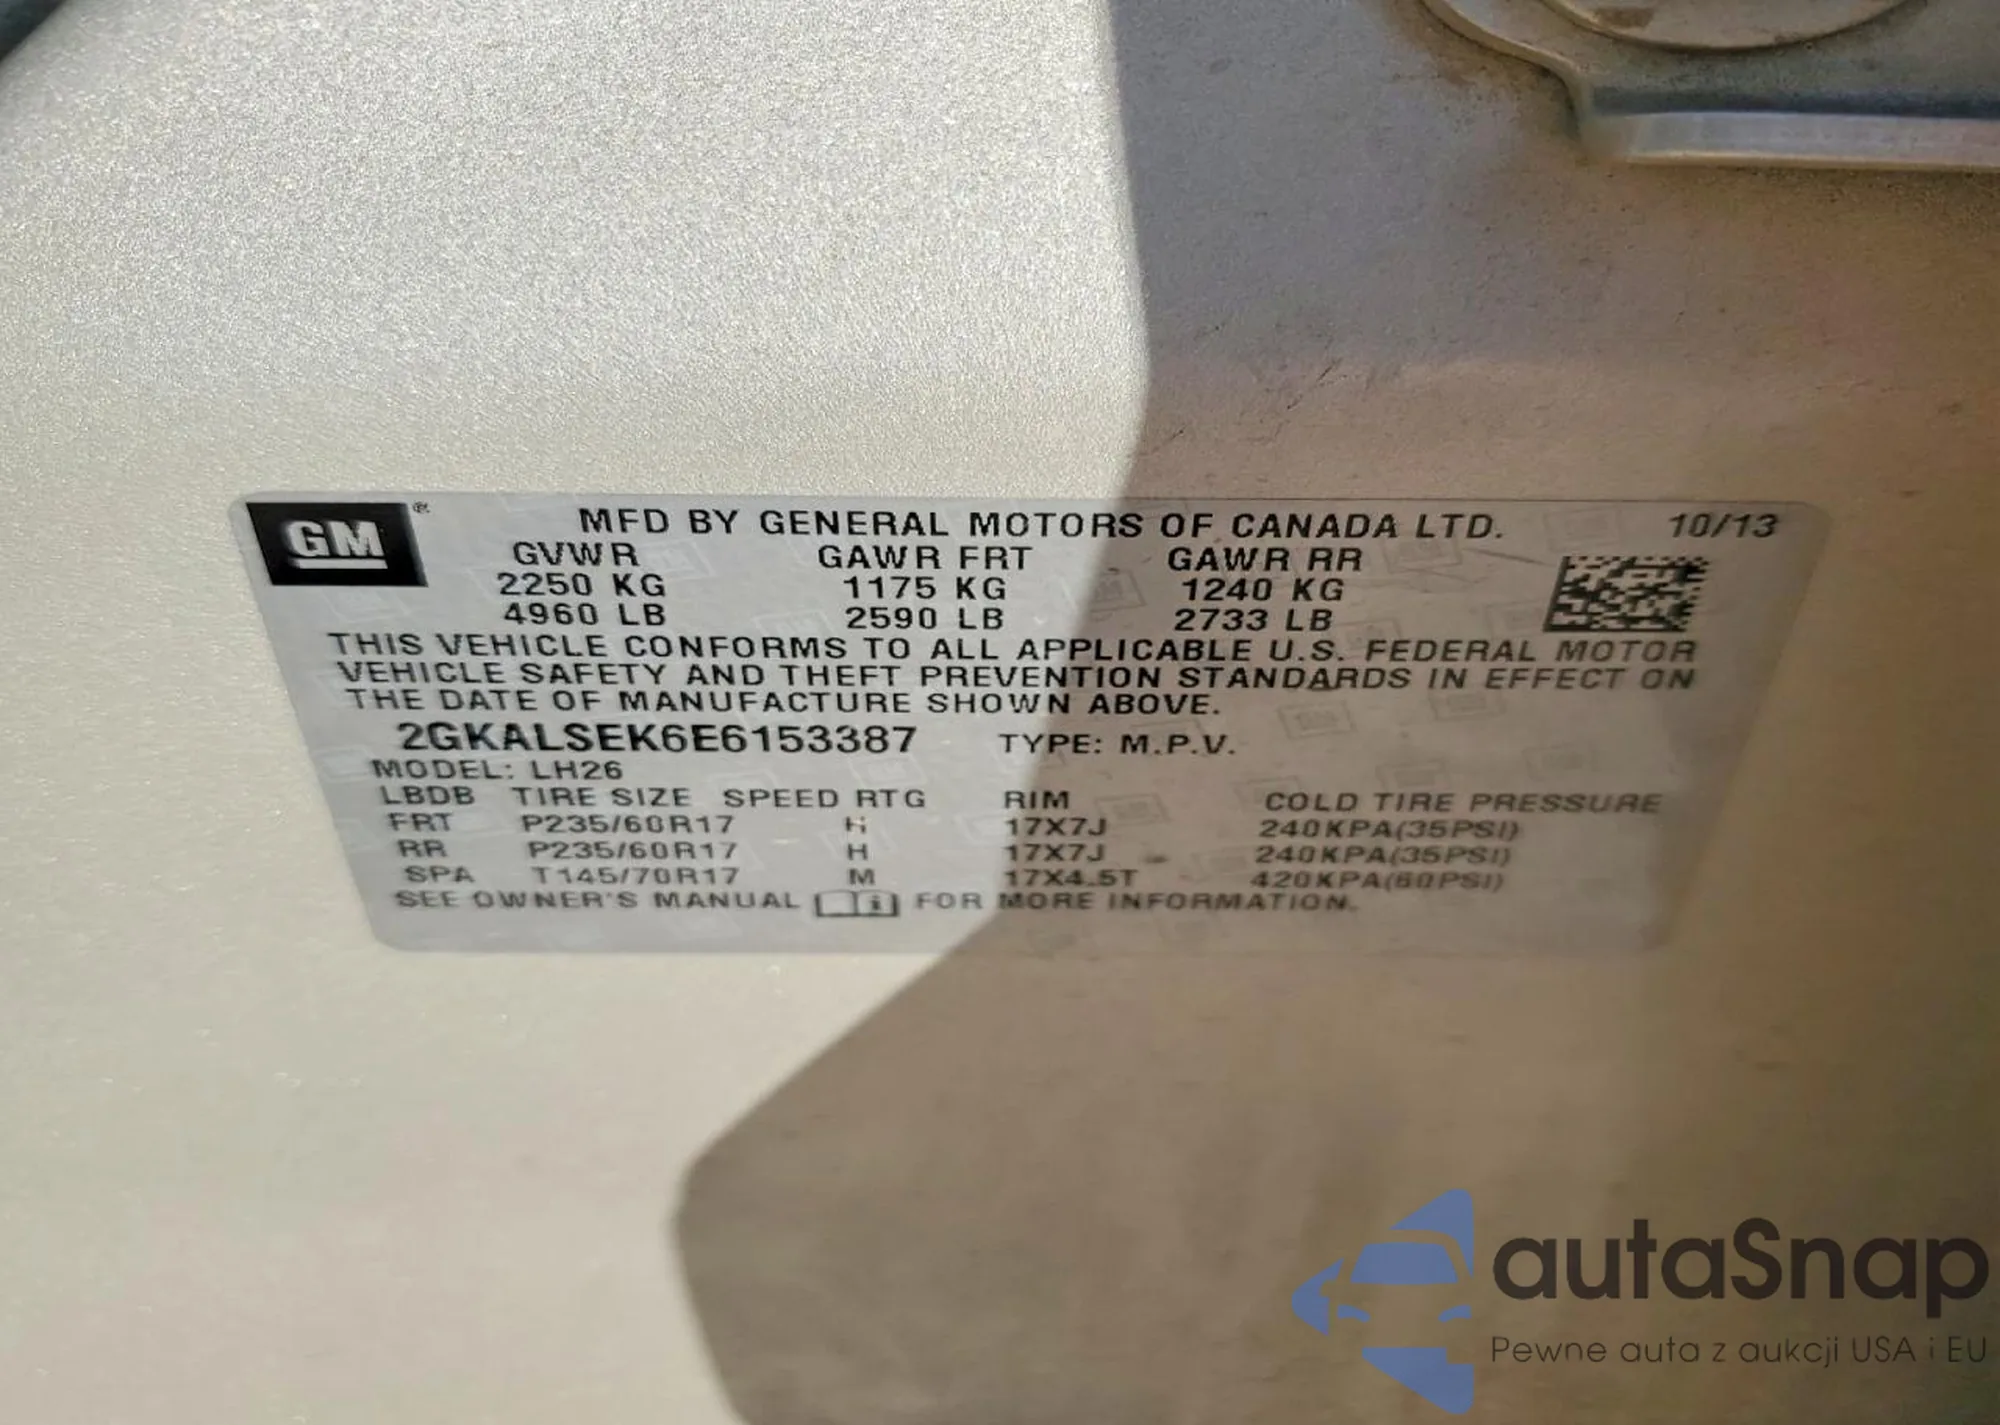 GM®
MFD BY GENERAL MOTORS OF CANADA LTD. 10/13
GVWR GAWR FRT GAWR RR
2250 KG 1175 KG 1240 KG
4960 LB 2590 LB 2733 LB
THIS VEHICLE CONFORMS TO ALL APPLICABLE U.S. FEDERAL MOTOR
VEHICLE SAFETY AND THEFT PREVENTION STANDARDS IN EFFECT ON
THE DATE OF MANUFACTURE SHOWN ABOVE.
2GKALSEK6E6153387 TYPE: M.P.V.
MODEL: LH26
LBDB TIRE SIZE SPEED RTG RIM COLD TIRE PRESSURE
FRT P235/60R17 H 17X7J 240KPA(35PSI)
RR P235/60R17 H 17X7J 240KPA(35PSI)
SPA T145/70R17 M 17X4.5T 420KPA(60PSI)
SEE OWNER'S MANUAL FOR MORE INFORMATION.
autaSnap
Pewne auta z aukcji USA i EU